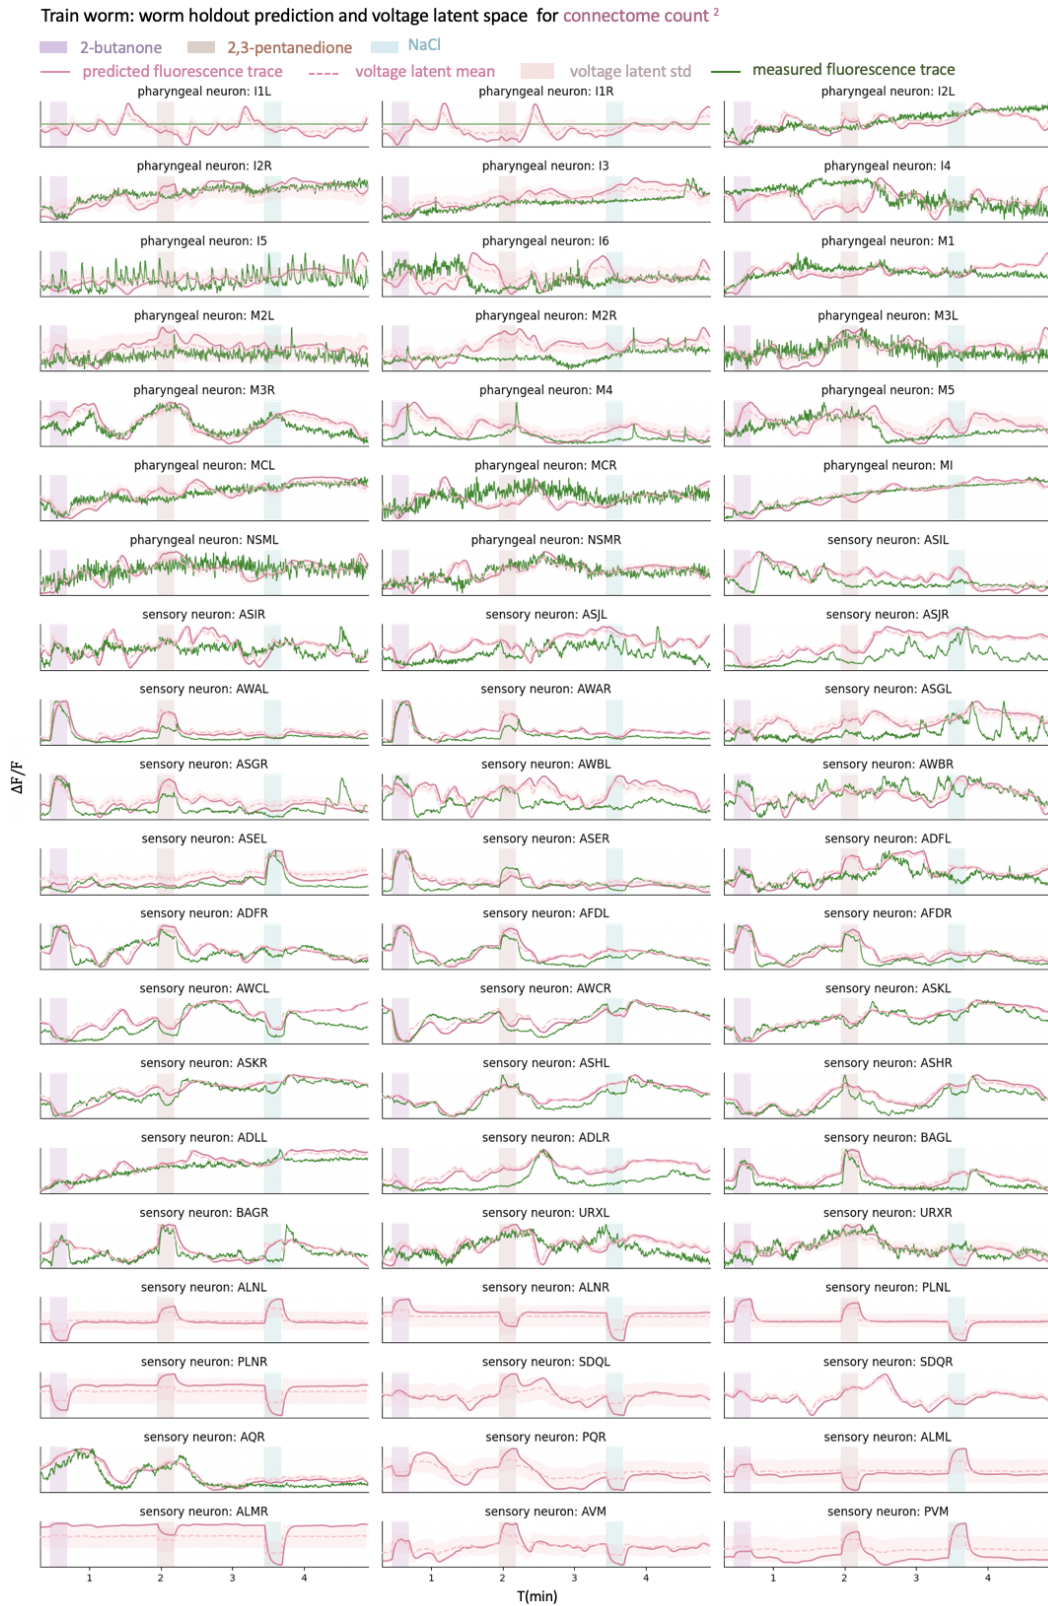 Train worm: worm holdout prediction and voltage latent space for connectome count ²
2-butanone 2,3-pentanedione NaCl
predicted fluorescence trace voltage latent mean voltage latent std measured fluorescence trace
pharyngeal neuron: I1L pharyngeal neuron: I1R pharyngeal neuron: I2L
pharyngeal neuron: I2R pharyngeal neuron: I3 pharyngeal neuron: I4
pharyngeal neuron: I5 pharyngeal neuron: I6 pharyngeal neuron: M1
pharyngeal neuron: M2L pharyngeal neuron: M2R pharyngeal neuron: M3L
pharyngeal neuron: M3R pharyngeal neuron: M4 pharyngeal neuron: M5
pharyngeal neuron: MCL pharyngeal neuron: MCR pharyngeal neuron: MI
pharyngeal neuron: NSML pharyngeal neuron: NSMR sensory neuron: ASIL
sensory neuron: ASIR sensory neuron: ASJL sensory neuron: ASJR
sensory neuron: AWAL sensory neuron: AWAR sensory neuron: ASGL
ΔF/F
sensory neuron: ASGR sensory neuron: AWBL sensory neuron: AWBR
sensory neuron: ASEL sensory neuron: ASER sensory neuron: ADFL
sensory neuron: ADFR sensory neuron: AFDL sensory neuron: AFDR
sensory neuron: AWCL sensory neuron: AWCR sensory neuron: ASKL
sensory neuron: ASKR sensory neuron: ASHL sensory neuron: ASHR
sensory neuron: ADLL sensory neuron: ADLR sensory neuron: BAGL
sensory neuron: BAGR sensory neuron: URXL sensory neuron: URXR
sensory neuron: ALNL sensory neuron: ALNR sensory neuron: PLNL
sensory neuron: PLNR sensory neuron: SDQL sensory neuron: SDQR
sensory neuron: AQR sensory neuron: PQR sensory neuron: ALML
sensory neuron: ALMR sensory neuron: AVM sensory neuron: PVM
1 2 3 4 1 2 3 4 1 2 3 4
T(min)